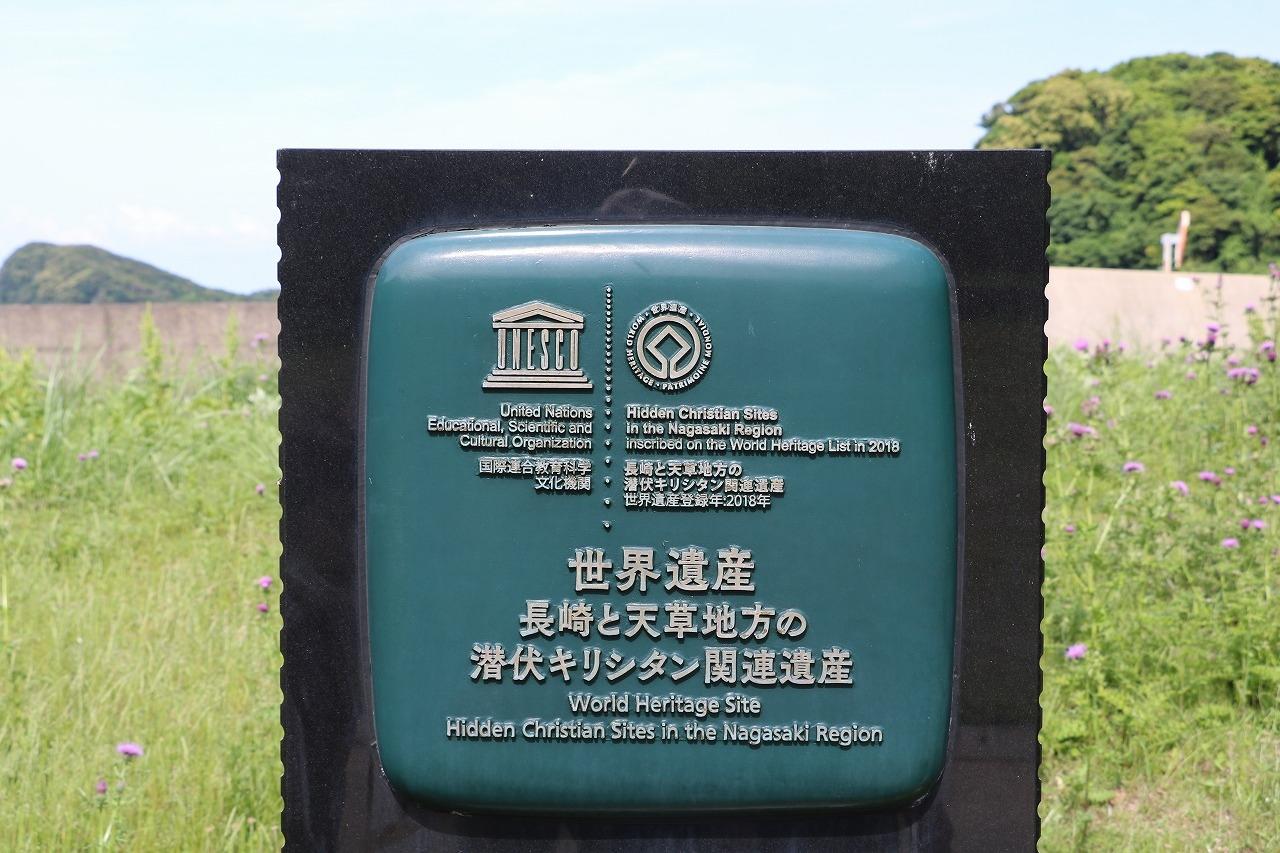 UNESCO
世界遺産
WORLD HERITAGE • PATRIMOINE MONDIAL
United Nations
Educational, Scientific and
Cultural Organization
国際連合教育科学
文化機関
Hidden Christian Sites
in the Nagasaki Region
inscribed on the World Heritage List in 2018
長崎と天草地方の
潜伏キリシタン関連遺産
世界遺産登録年:2018年
世界遺産
長崎と天草地方の
潜伏キリシタン関連遺産
World Heritage Site
Hidden Christian Sites in the Nagasaki Region